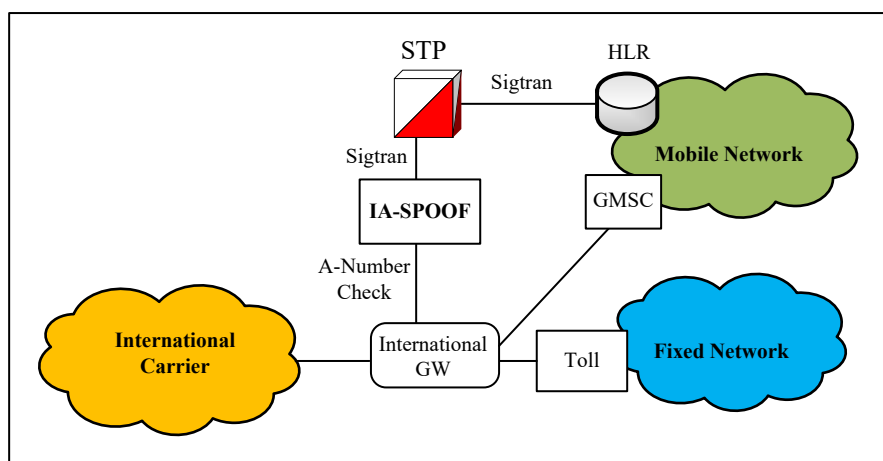 STP
HLR
Sigtran
Mobile Network
Sigtran
IA-SPOOF
GMSC
A-Number
Check
International
Carrier
International
GW
Toll
Fixed Network